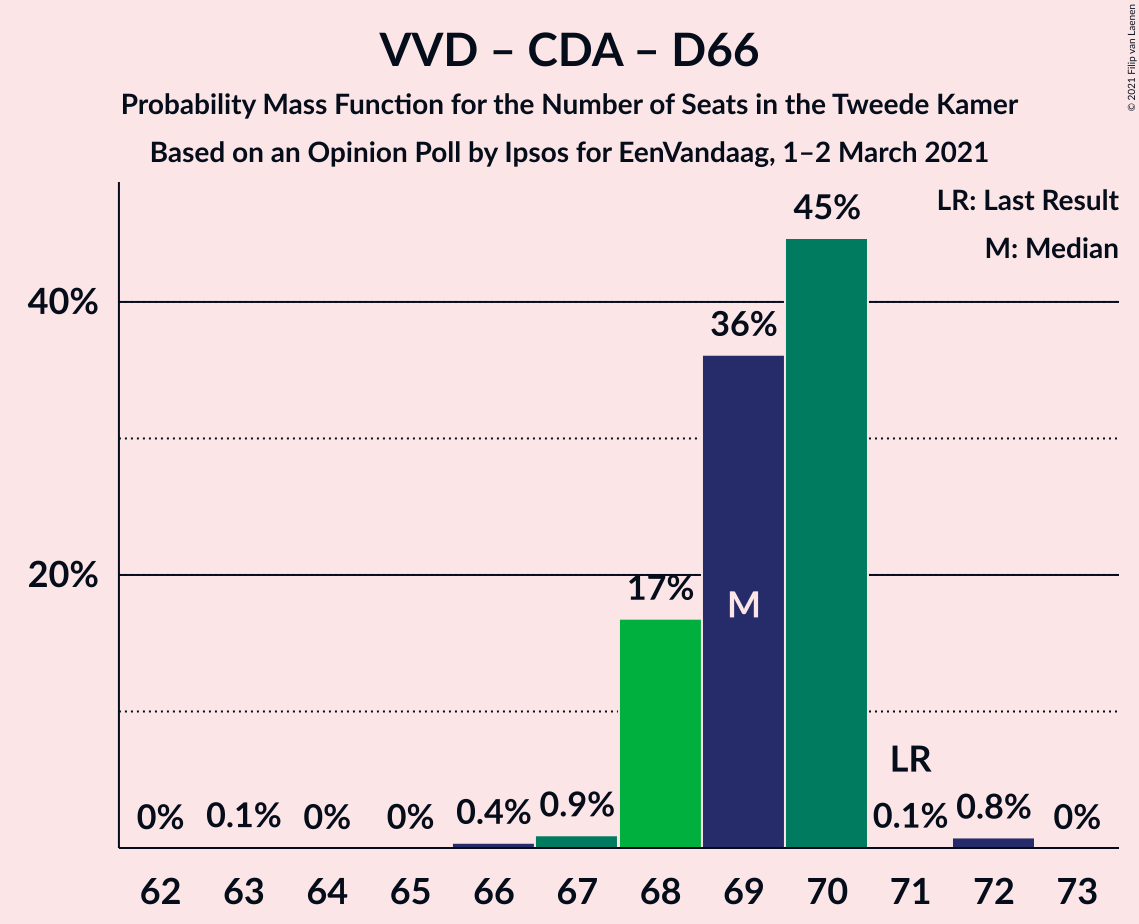 VVD – CDA – D66
Probability Mass Function for the Number of Seats in the Tweede Kamer
Based on an Opinion Poll by Ipsos for EenVandaag, 1–2 March 2021
© 2021 Filip van Laenen
LR: Last Result
M: Median
45%
40%
36%
20%
17%
M
LR
0% 0.1% 0% 0% 0.4% 0.9% 0.1% 0.8% 0%
62 63 64 65 66 67 68 69 70 71 72 73